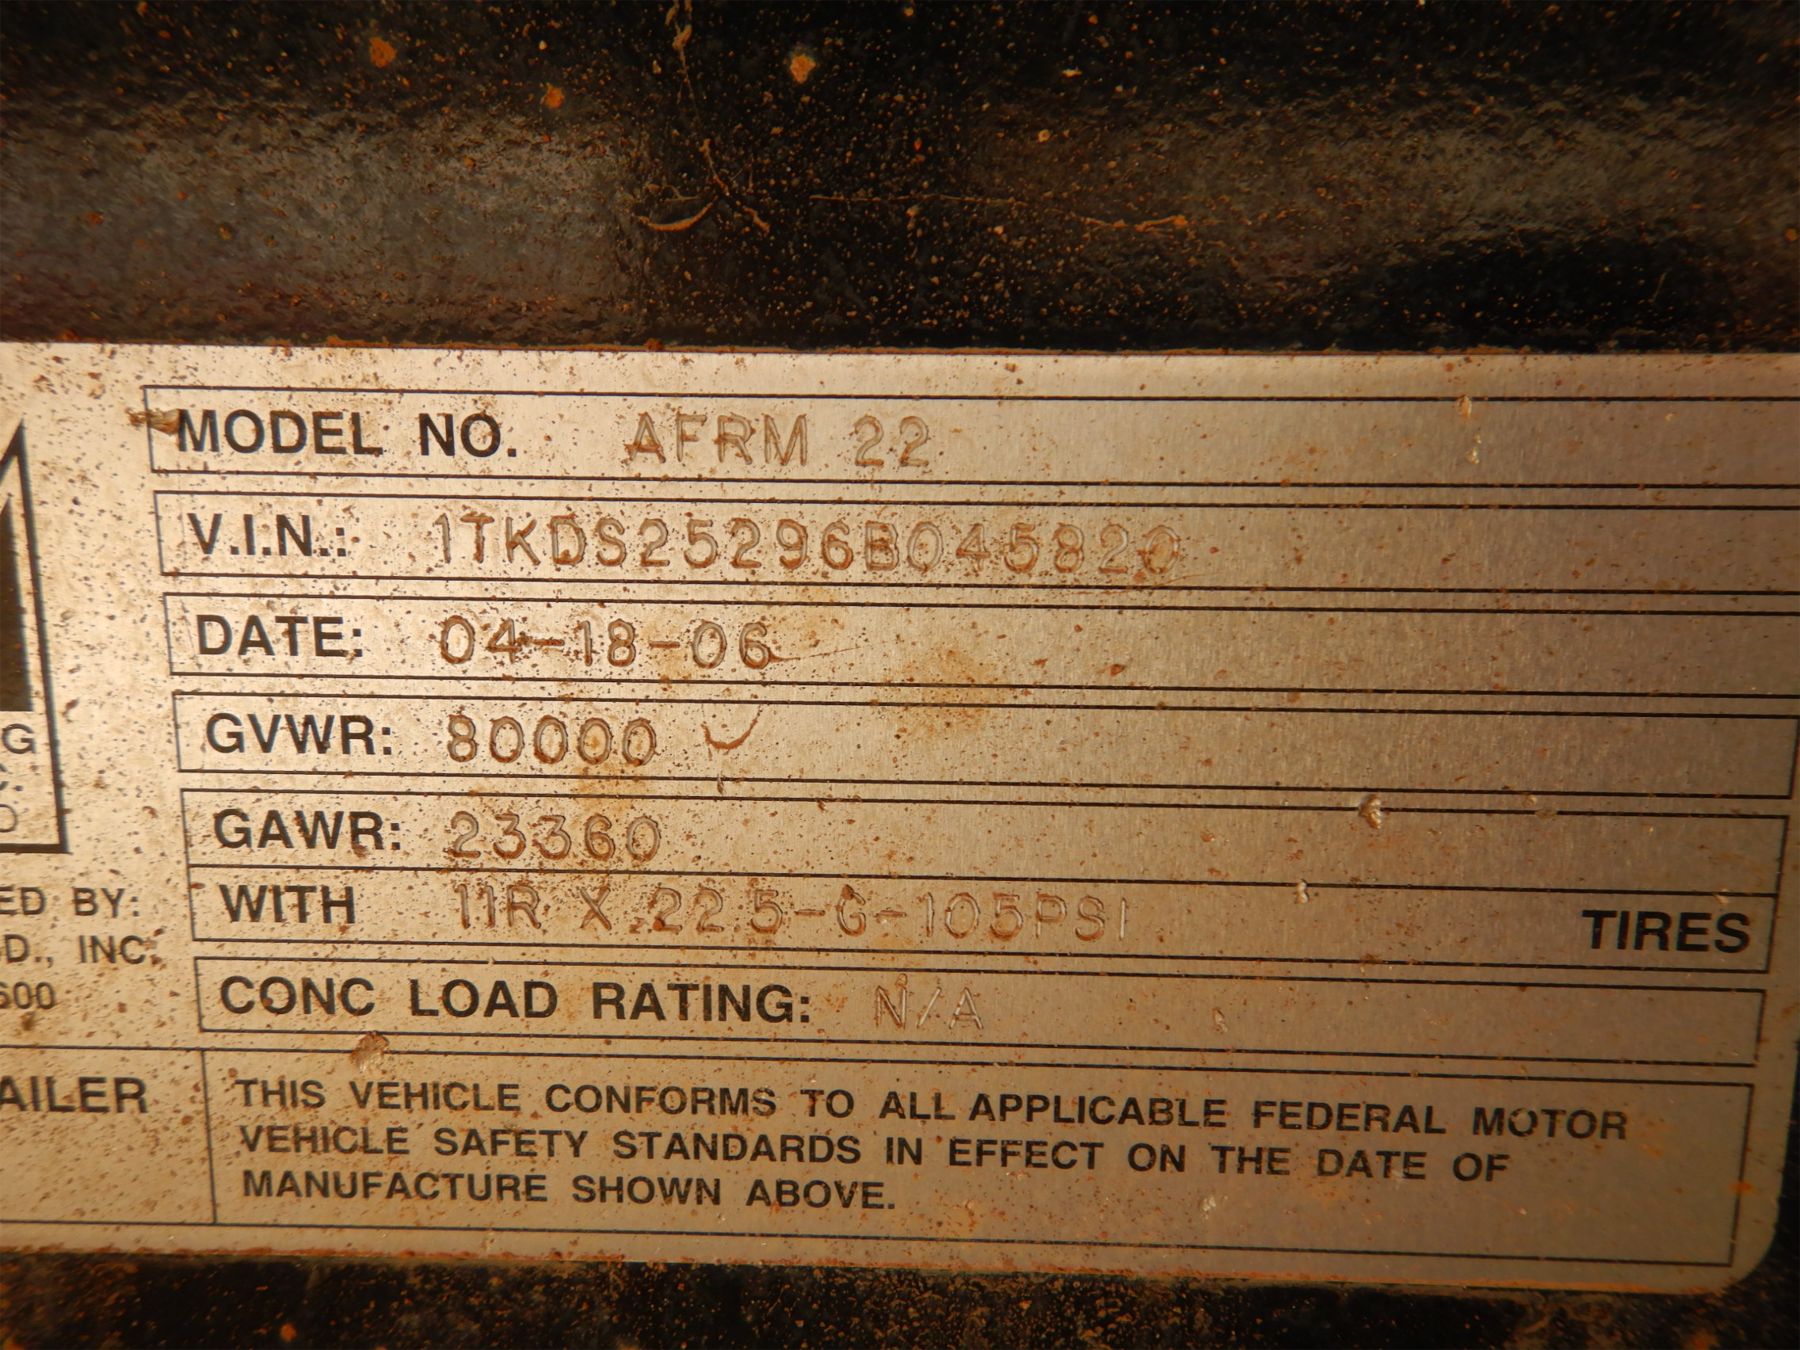 MODEL NO. AFRM 22
V.I.N.: 1TKDS25296B045820
DATE: 04-18-06
GVWR: 80000
GAWR: 23360
WITH 11R X 22.5-G-105PSI TIRES
CONC LOAD RATING: N/A
G
ED BY:
D., INC.
600
AILER
THIS VEHICLE CONFORMS TO ALL APPLICABLE FEDERAL MOTOR
VEHICLE SAFETY STANDARDS IN EFFECT ON THE DATE OF
MANUFACTURE SHOWN ABOVE.